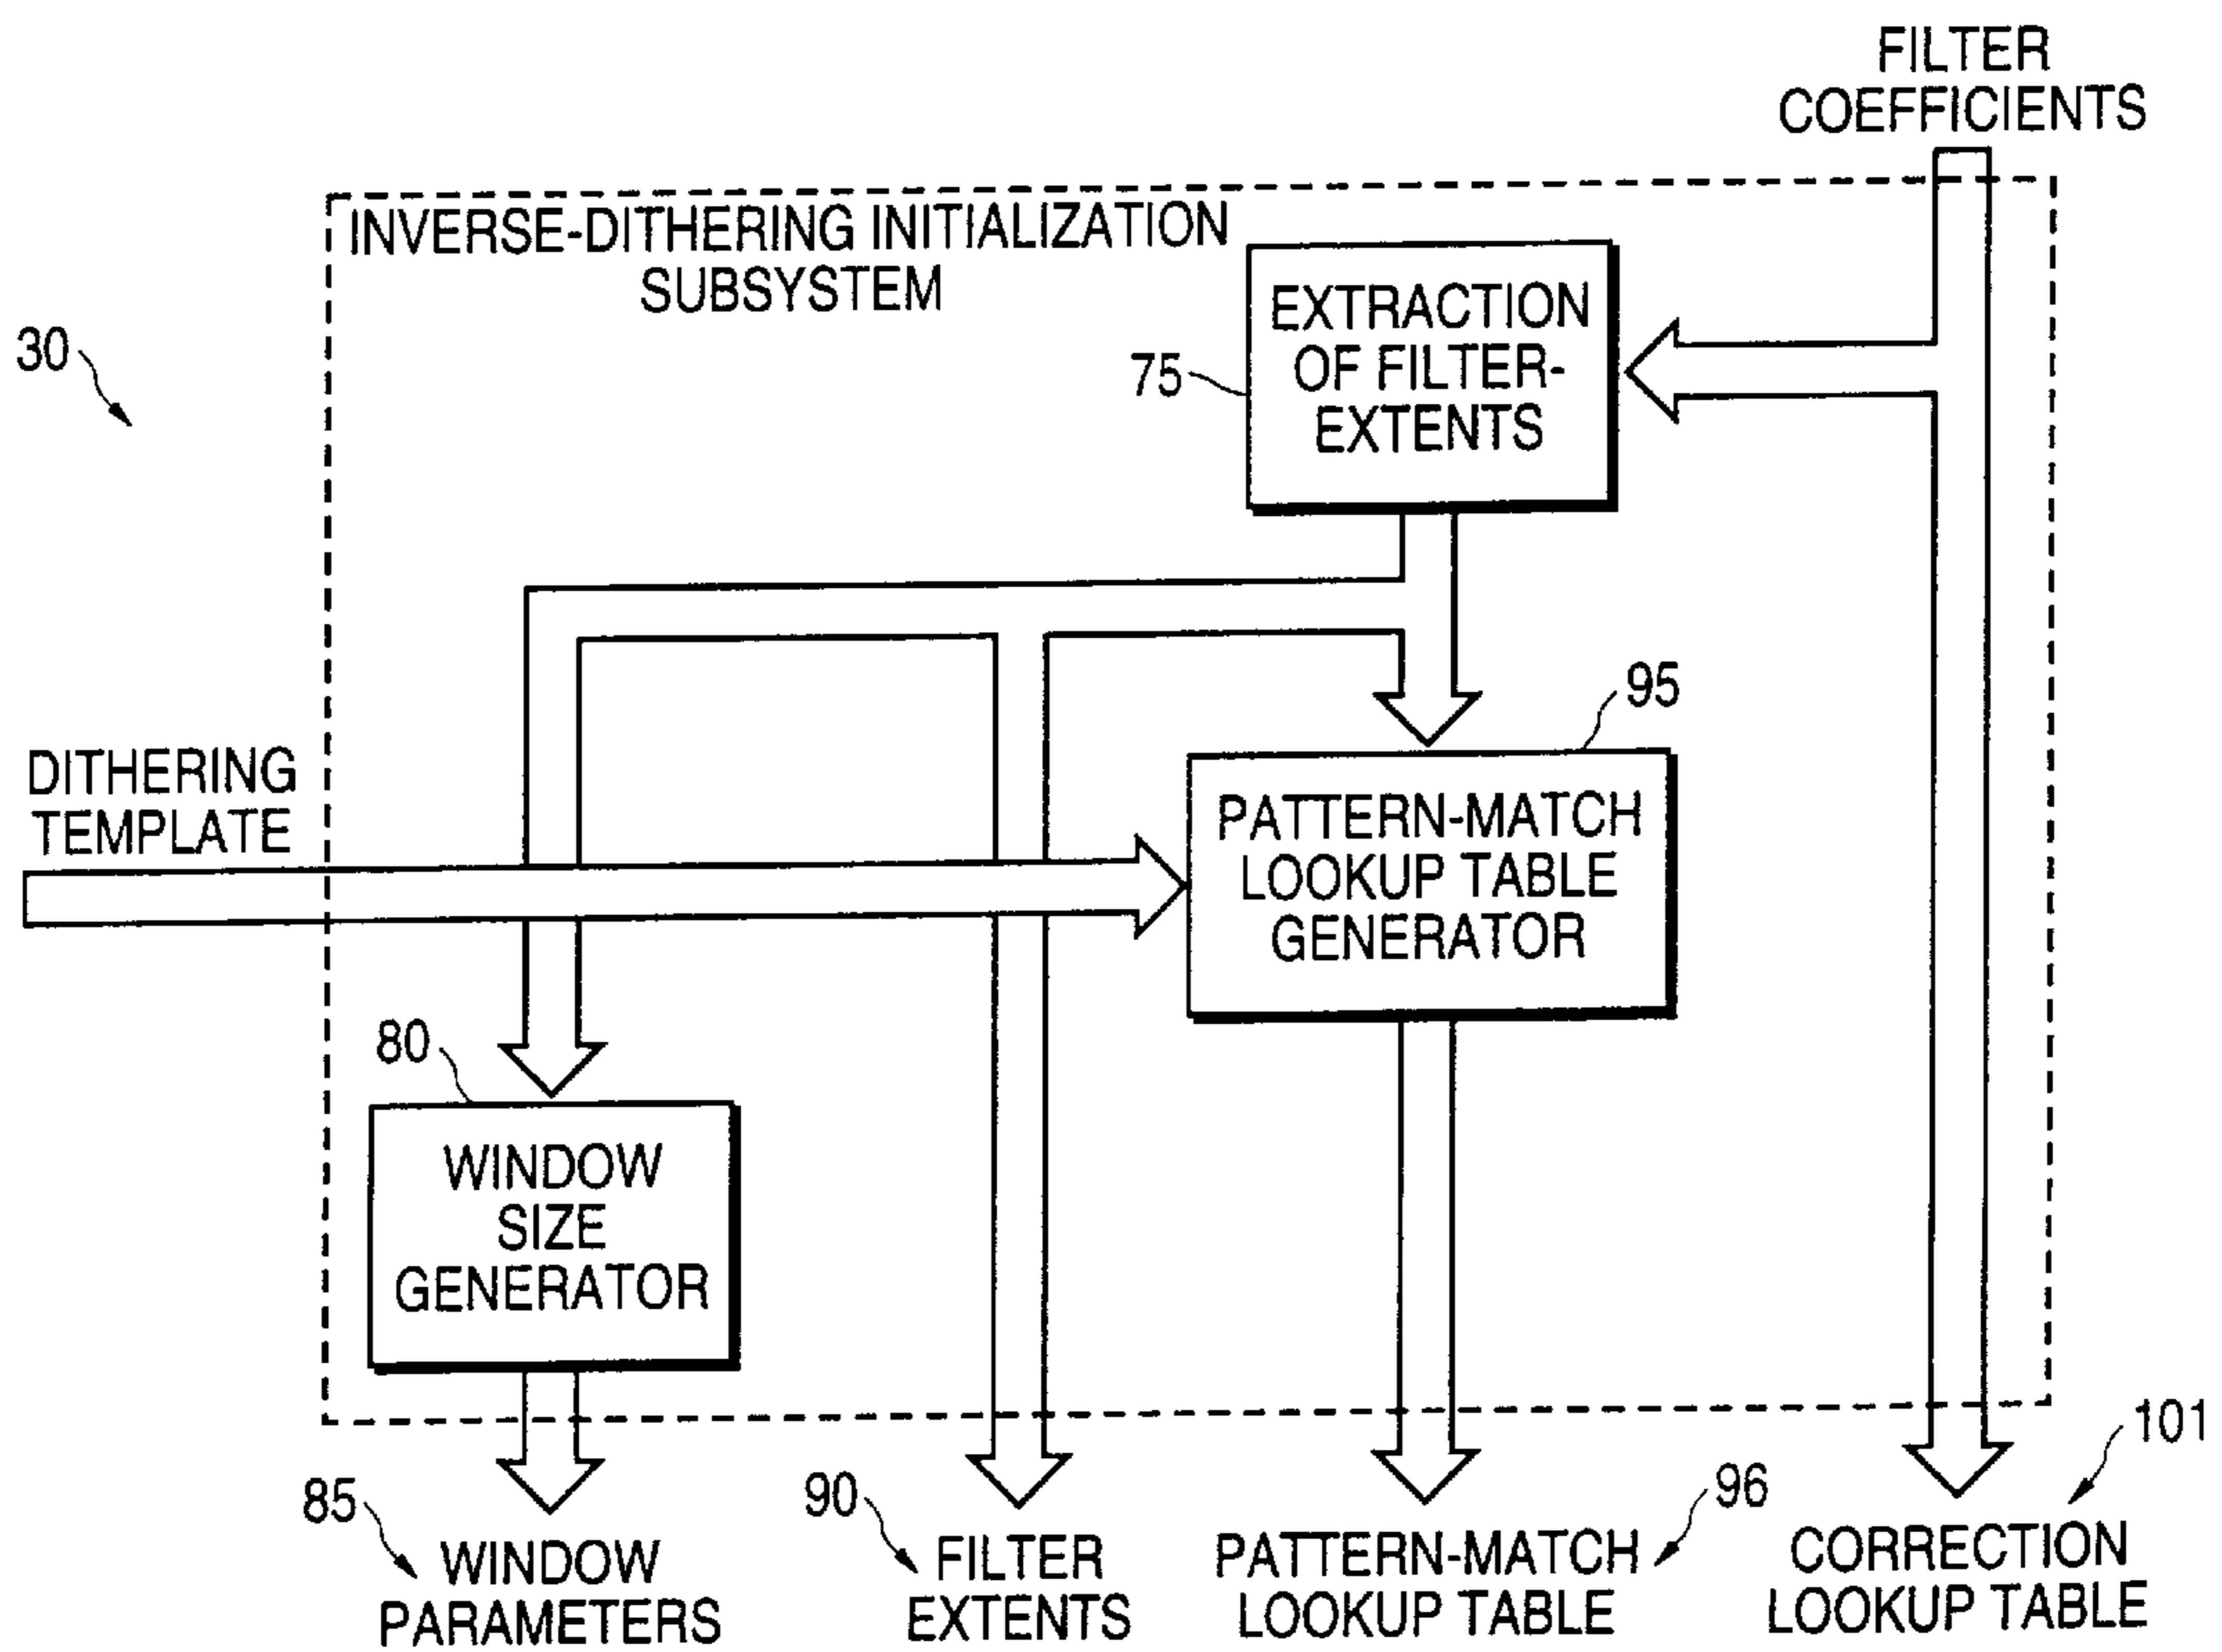 FILTER
COEFFICIENTS
INVERSE-DITHERING INITIALIZATION
SUBSYSTEM
30
75
EXTRACTION
OF FILTER-
EXTENTS
95
DITHERING
TEMPLATE
PATTERN-MATCH
LOOKUP TABLE
GENERATOR
80
WINDOW
SIZE
GENERATOR
85
WINDOW
PARAMETERS
90
FILTER
EXTENTS
96
PATTERN-MATCH
LOOKUP TABLE
101
CORRECTION
LOOKUP TABLE